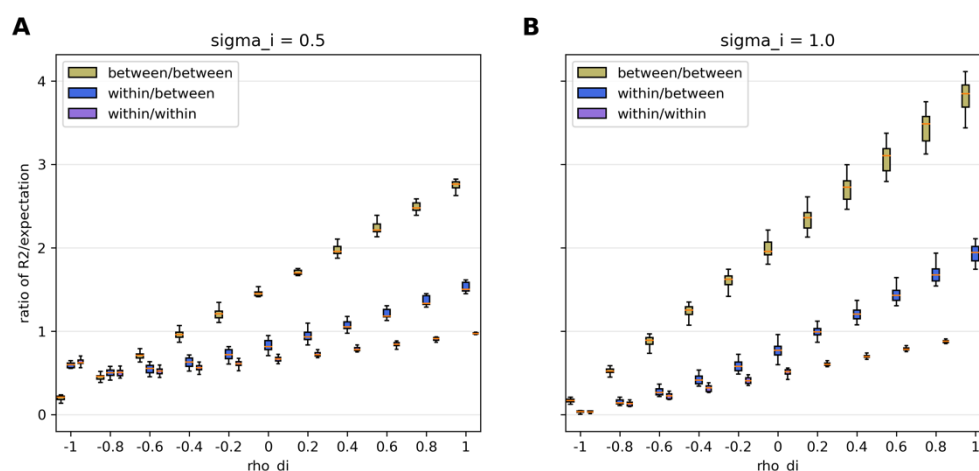 A
sigma_i = 0.5
between/between
within/between
within/within
ratio of R2/expectation
4
3
2
1
0
-1 -0.8 -0.6 -0.4 -0.2 0 0.2 0.4 0.6 0.8 1
rho_di
B
sigma_i = 1.0
between/between
within/between
within/within
-1 -0.8 -0.6 -0.4 -0.2 0 0.2 0.4 0.6 0.8 1
rho_di